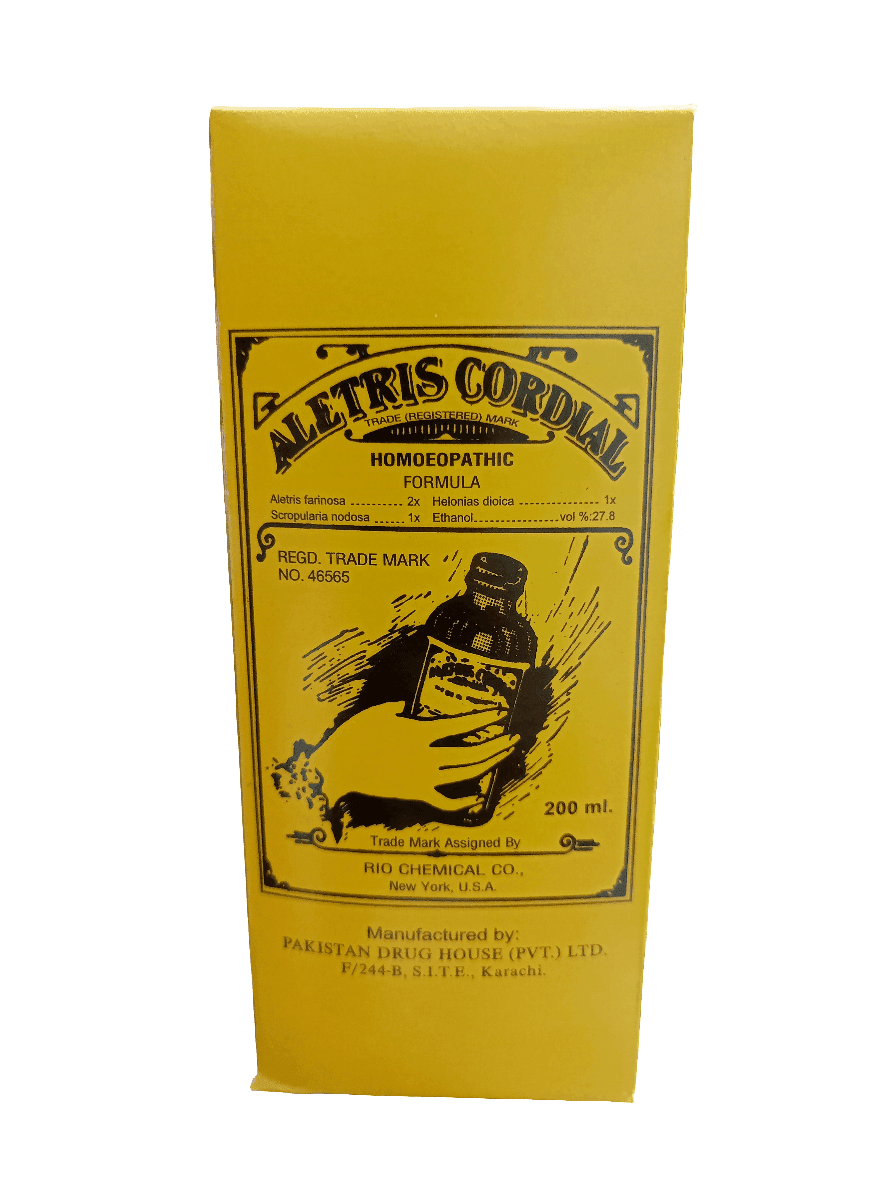 ALETRIS CORDIAL
TRADE (REGISTERED) MARK
HOMOEOPATHIC
FORMULA
Aletris farinosa .......... 2x Helonias dioica ................ 1x
Scropularia nodosa ...... 1x Ethanol.................vol %:27.8
REGD. TRADE MARK
NO. 46565
200 ml.
Trade Mark Assigned By
RIO CHEMICAL CO.,
New York, U.S.A.
Manufactured by:
PAKISTAN DRUG HOUSE (PVT.) LTD.
F/244-B, S.I.T.E., Karachi.